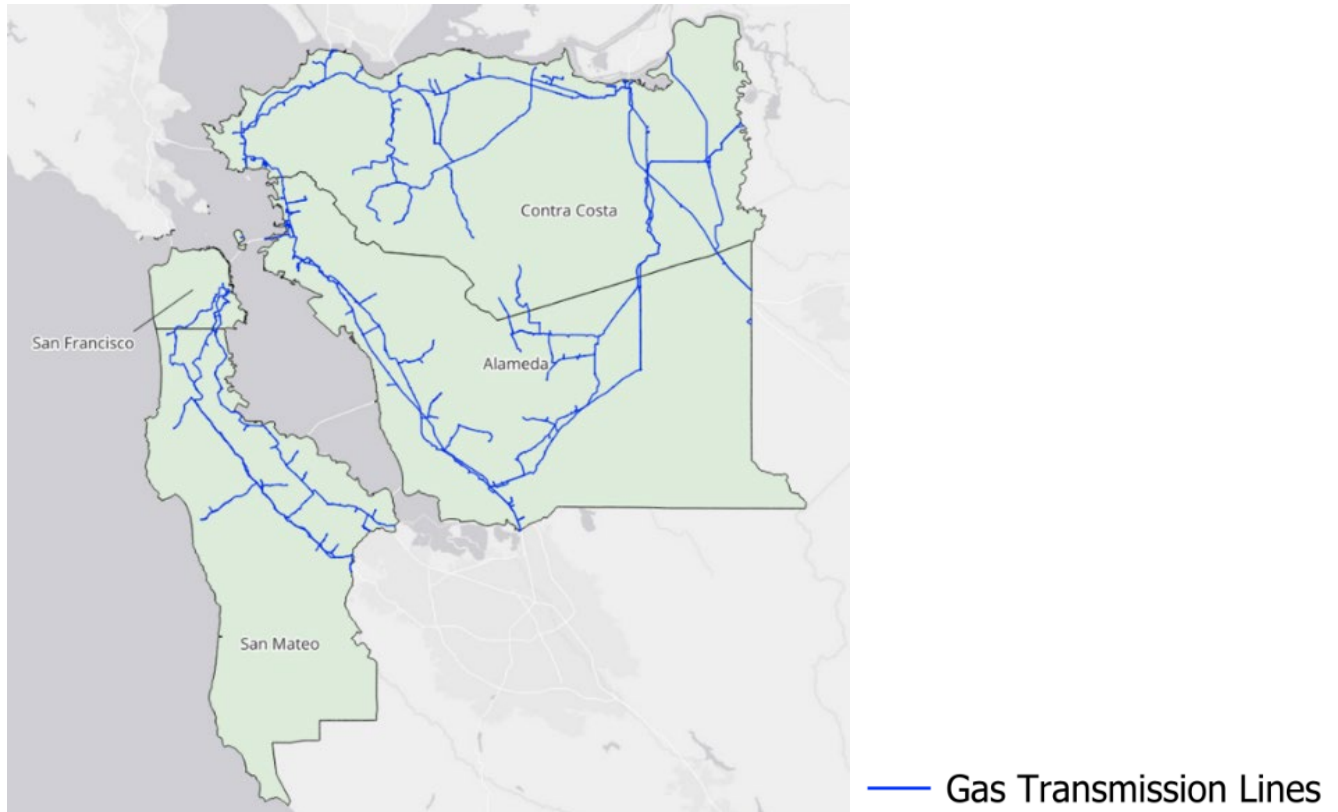 Contra Costa
San Francisco
Alameda
San Mateo
Gas Transmission Lines